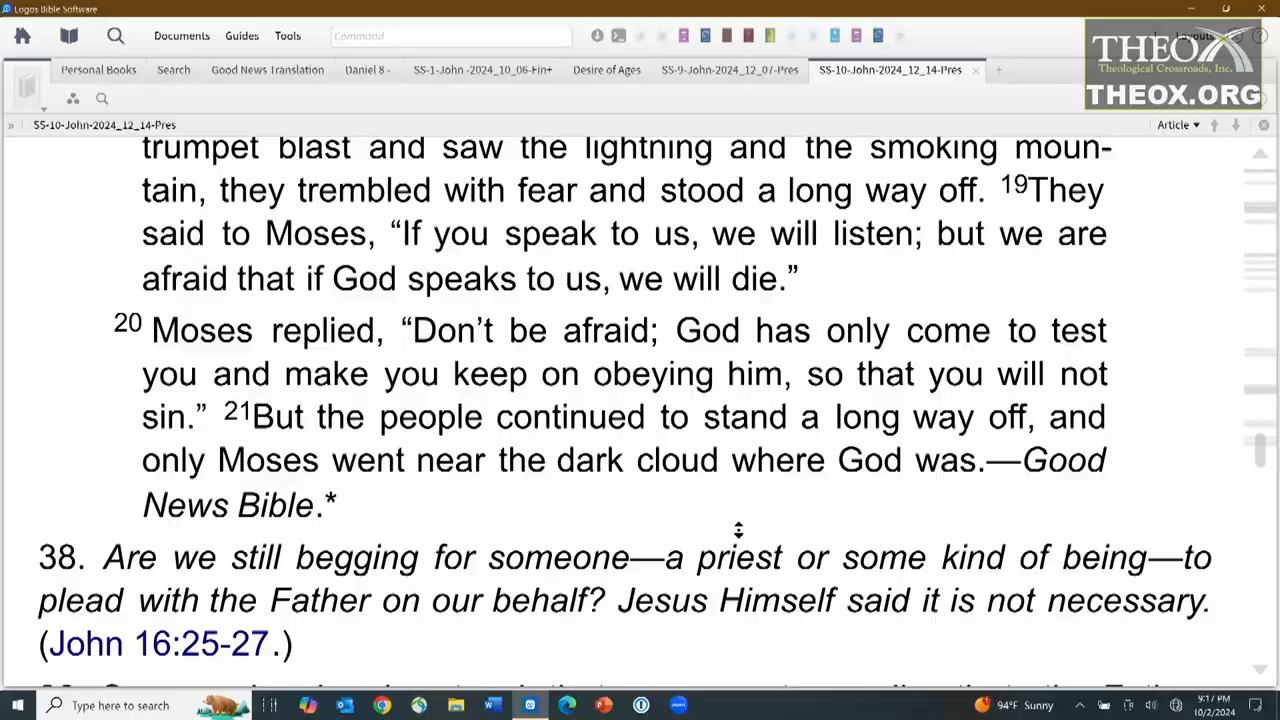 Logos Bible Software
Documents Guides Tools Command Layouts
THEOX
Theological Crossroads, Inc.
THEOX.ORG
Personal Books Search Good News Translation Daniel 8 - Desire of Ages SS-9-John-2024_12_07-Pres SS-10-John-2024_12_14-Pres
SS-10-John-2024_12_14-Pres Article
trumpet blast and saw the lightning and the smoking moun-
tain, they trembled with fear and stood a long way off. 19They
said to Moses, “If you speak to us, we will listen; but we are
afraid that if God speaks to us, we will die.”
20 Moses replied, “Don’t be afraid; God has only come to test
you and make you keep on obeying him, so that you will not
sin.” 21But the people continued to stand a long way off, and
only Moses went near the dark cloud where God was.—Good
News Bible.*
38. Are we still begging for someone—a priest or some kind of being—to
plead with the Father on our behalf? Jesus Himself said it is not necessary.
(John 16:25-27.)
Type here to search
94°F Sunny
9:17 PM
10/2/2024